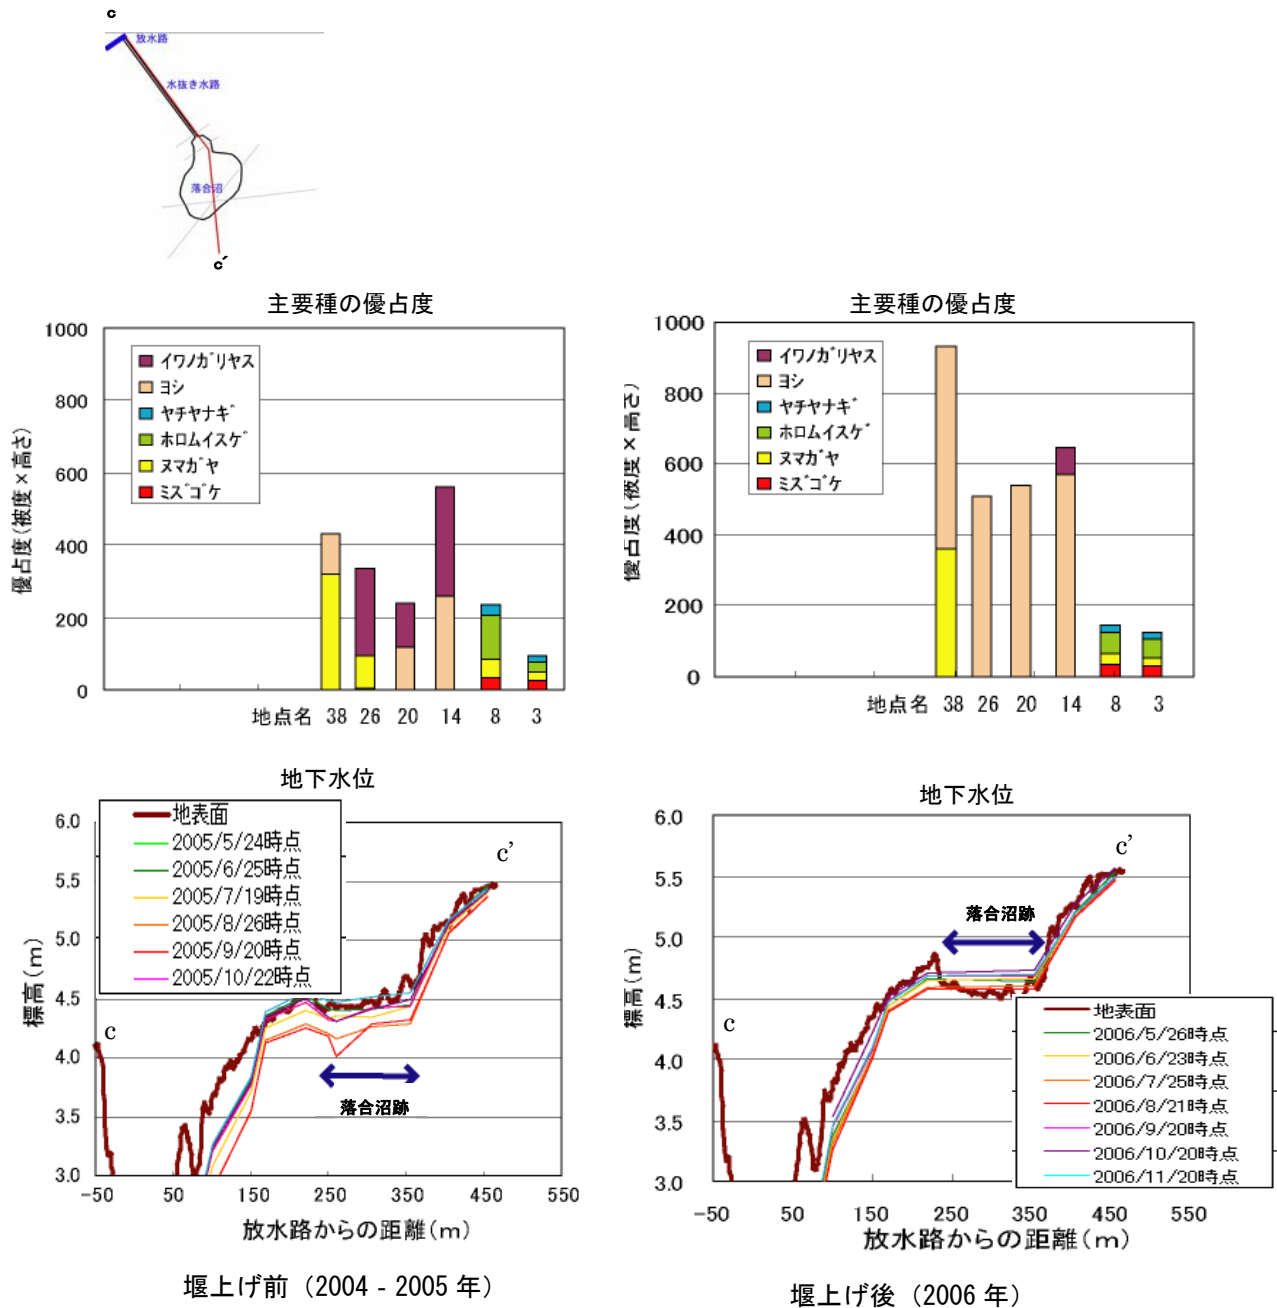 c
放水路
水抜き水路
落合沼
c´
主要種の優占度
1000
800
600
400
200
0
優占度(被度×高さ)
イワノガリヤス
ヨシ
ヤチヤナギ
ホロムイスゲ
ヌマガヤ
ミズゴケ
地点名 38 26 20 14 8 3
主要種の優占度
1000
800
600
400
200
0
優占度(被度×高さ)
イワノガリヤス
ヨシ
ヤチヤナギ
ホロムイスゲ
ヌマガヤ
ミズゴケ
地点名 38 26 20 14 8 3
地下水位
6.0
5.5
5.0
4.5
4.0
3.5
3.0
標高(m)
地表面
2005/5/24時点
2005/6/25時点
2005/7/19時点
2005/8/26時点
2005/9/20時点
2005/10/22時点
c
c’
落合沼跡
-50 50 150 250 350 450 550
放水路からの距離(m)
堰上げ前（2004 - 2005 年）
地下水位
6.0
5.5
5.0
4.5
4.0
3.5
3.0
標高(m)
c
c’
落合沼跡
地表面
2006/5/26時点
2006/6/23時点
2006/7/25時点
2006/8/21時点
2006/9/20時点
2006/10/20時点
2006/11/20時点
-50 50 150 250 350 450 550
放水路からの距離(m)
堰上げ後（2006 年）